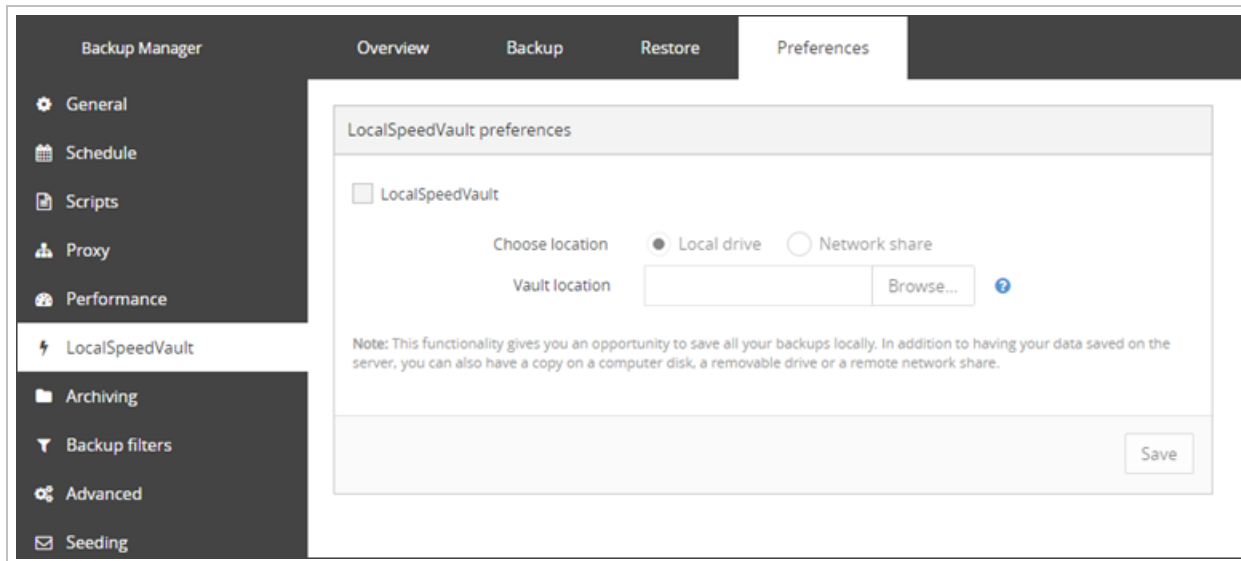 Backup Manager
Overview
Backup
Restore
Preferences
General
Schedule
Scripts
Proxy
Performance
LocalSpeedVault
Archiving
Backup filters
Advanced
Seeding
LocalSpeedVault preferences
LocalSpeedVault
Choose location
Local drive
Network share
Vault location
Browse...
?
Note: This functionality gives you an opportunity to save all your backups locally. In addition to having your data saved on the
server, you can also have a copy on a computer disk, a removable drive or a remote network share.
Save